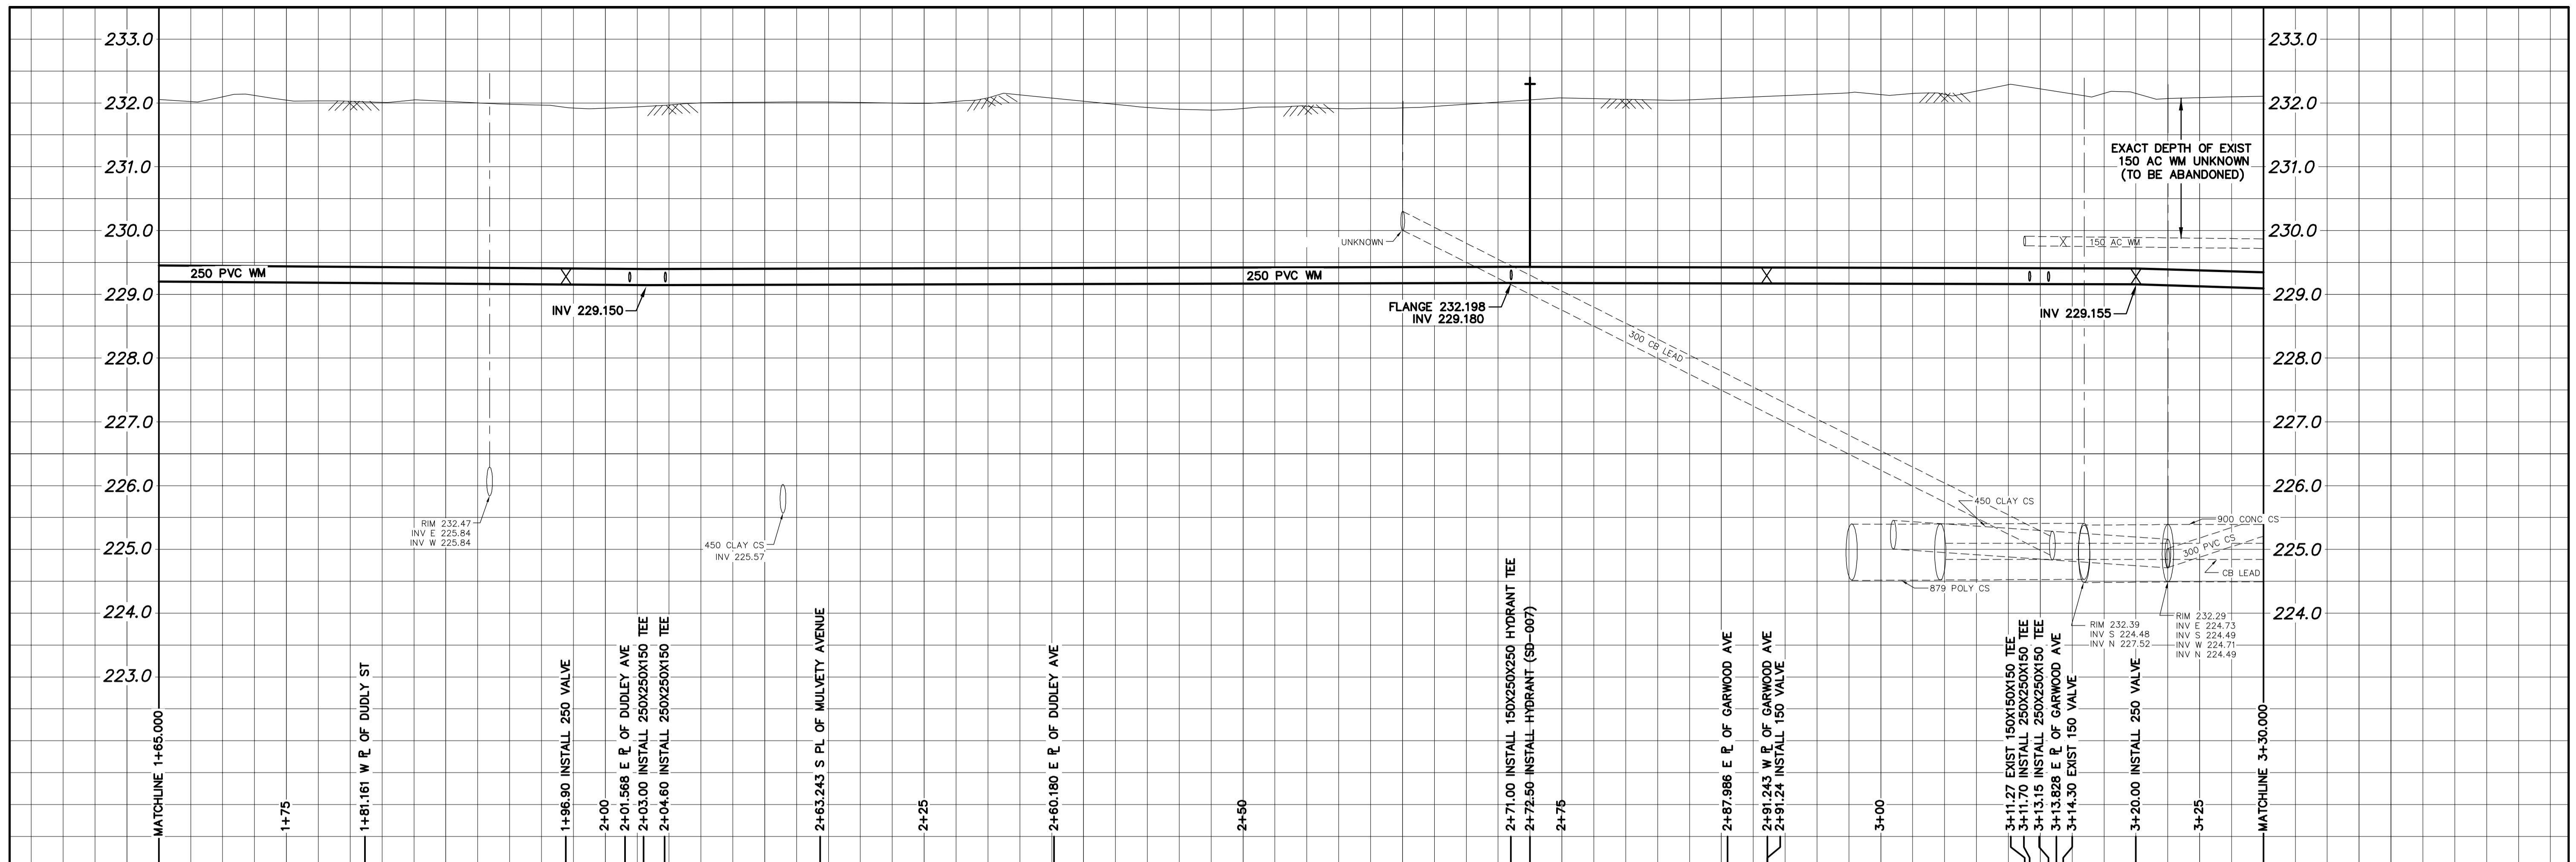 233.0
233.0
232.0
232.0
EXACT DEPTH OF EXIST
150 AC WM UNKNOWN
(TO BE ABANDONED)
231.0
231.0
230.0
230.0
UNKNOWN
150 AC WM
250 PVC WM
250 PVC WM
229.0
229.0
INV 229.150
FLANGE 232.198
INV 229.180
INV 229.155
300 CB LEAD
228.0
228.0
227.0
227.0
226.0
226.0
RIM 232.47
INV E 225.84
INV W 225.84
450 CLAY CS
INV 225.57
450 CLAY CS
900 CONC CS
225.0
225.0
300 PVC CS
CB LEAD
879 POLY CS
224.0
224.0
RIM 232.39
INV S 224.48
INV N 227.52
RIM 232.29
INV E 224.73
INV S 224.49
INV W 224.71
INV N 224.49
223.0
223.0
MATCHLINE 1+65.000
1+75
1+81.161 W PL OF DUDLY ST
1+96.90 INSTALL 250 VALVE
2+00
2+01.568 E PL OF DUDLEY AVE
2+03.00 INSTALL 250X250X150 TEE
2+04.60 INSTALL 250X250X150 TEE
2+63.243 S PL OF MULVETY AVENUE
2+25
2+60.180 E PL OF DUDLEY AVE
2+50
2+71.00 INSTALL 150X250X250 HYDRANT TEE
2+72.50 INSTALL HYDRANT (SD-007)
2+75
2+87.986 E PL OF GARWOOD AVE
2+91.243 W PL OF GARWOOD AVE
2+91.24 INSTALL 150 VALVE
3+00
3+11.27 EXIST 150X150X150 TEE
3+11.70 INSTALL 250X250X150 TEE
3+13.15 INSTALL 250X250X150 TEE
3+13.828 E PL OF GARWOOD AVE
3+14.30 EXIST 150 VALVE
3+20.00 INSTALL 250 VALVE
3+25
MATCHLINE 3+30.000